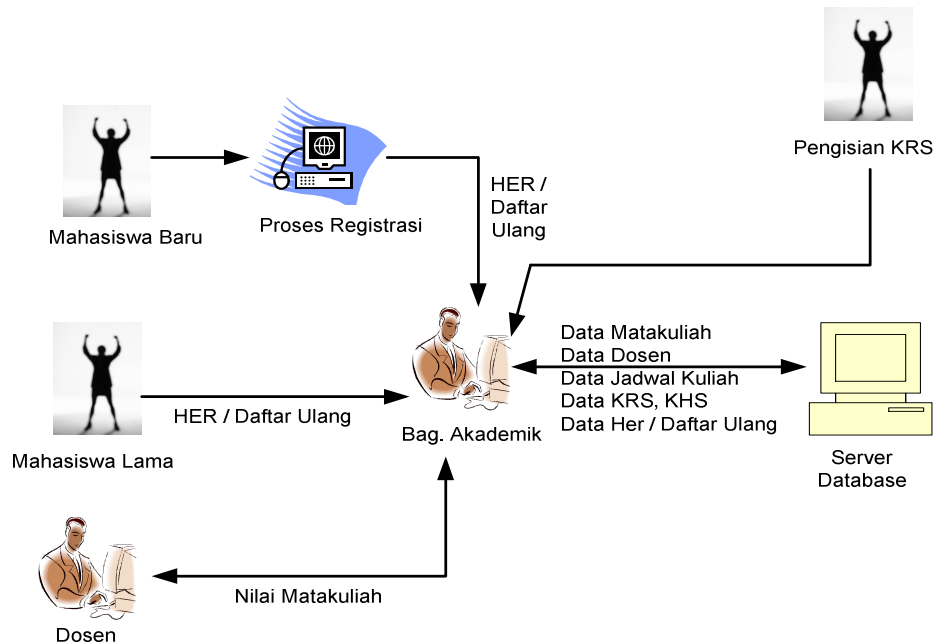 Pengisian KRS
HER /
Daftar
Ulang
Proses Registrasi
Mahasiswa Baru
Data Matakuliah
Data Dosen
Data Jadwal Kuliah
Data KRS, KHS
Data Her / Daftar Ulang
HER / Daftar Ulang
Bag. Akademik
Mahasiswa Lama
Server
Database
Nilai Matakuliah
Dosen